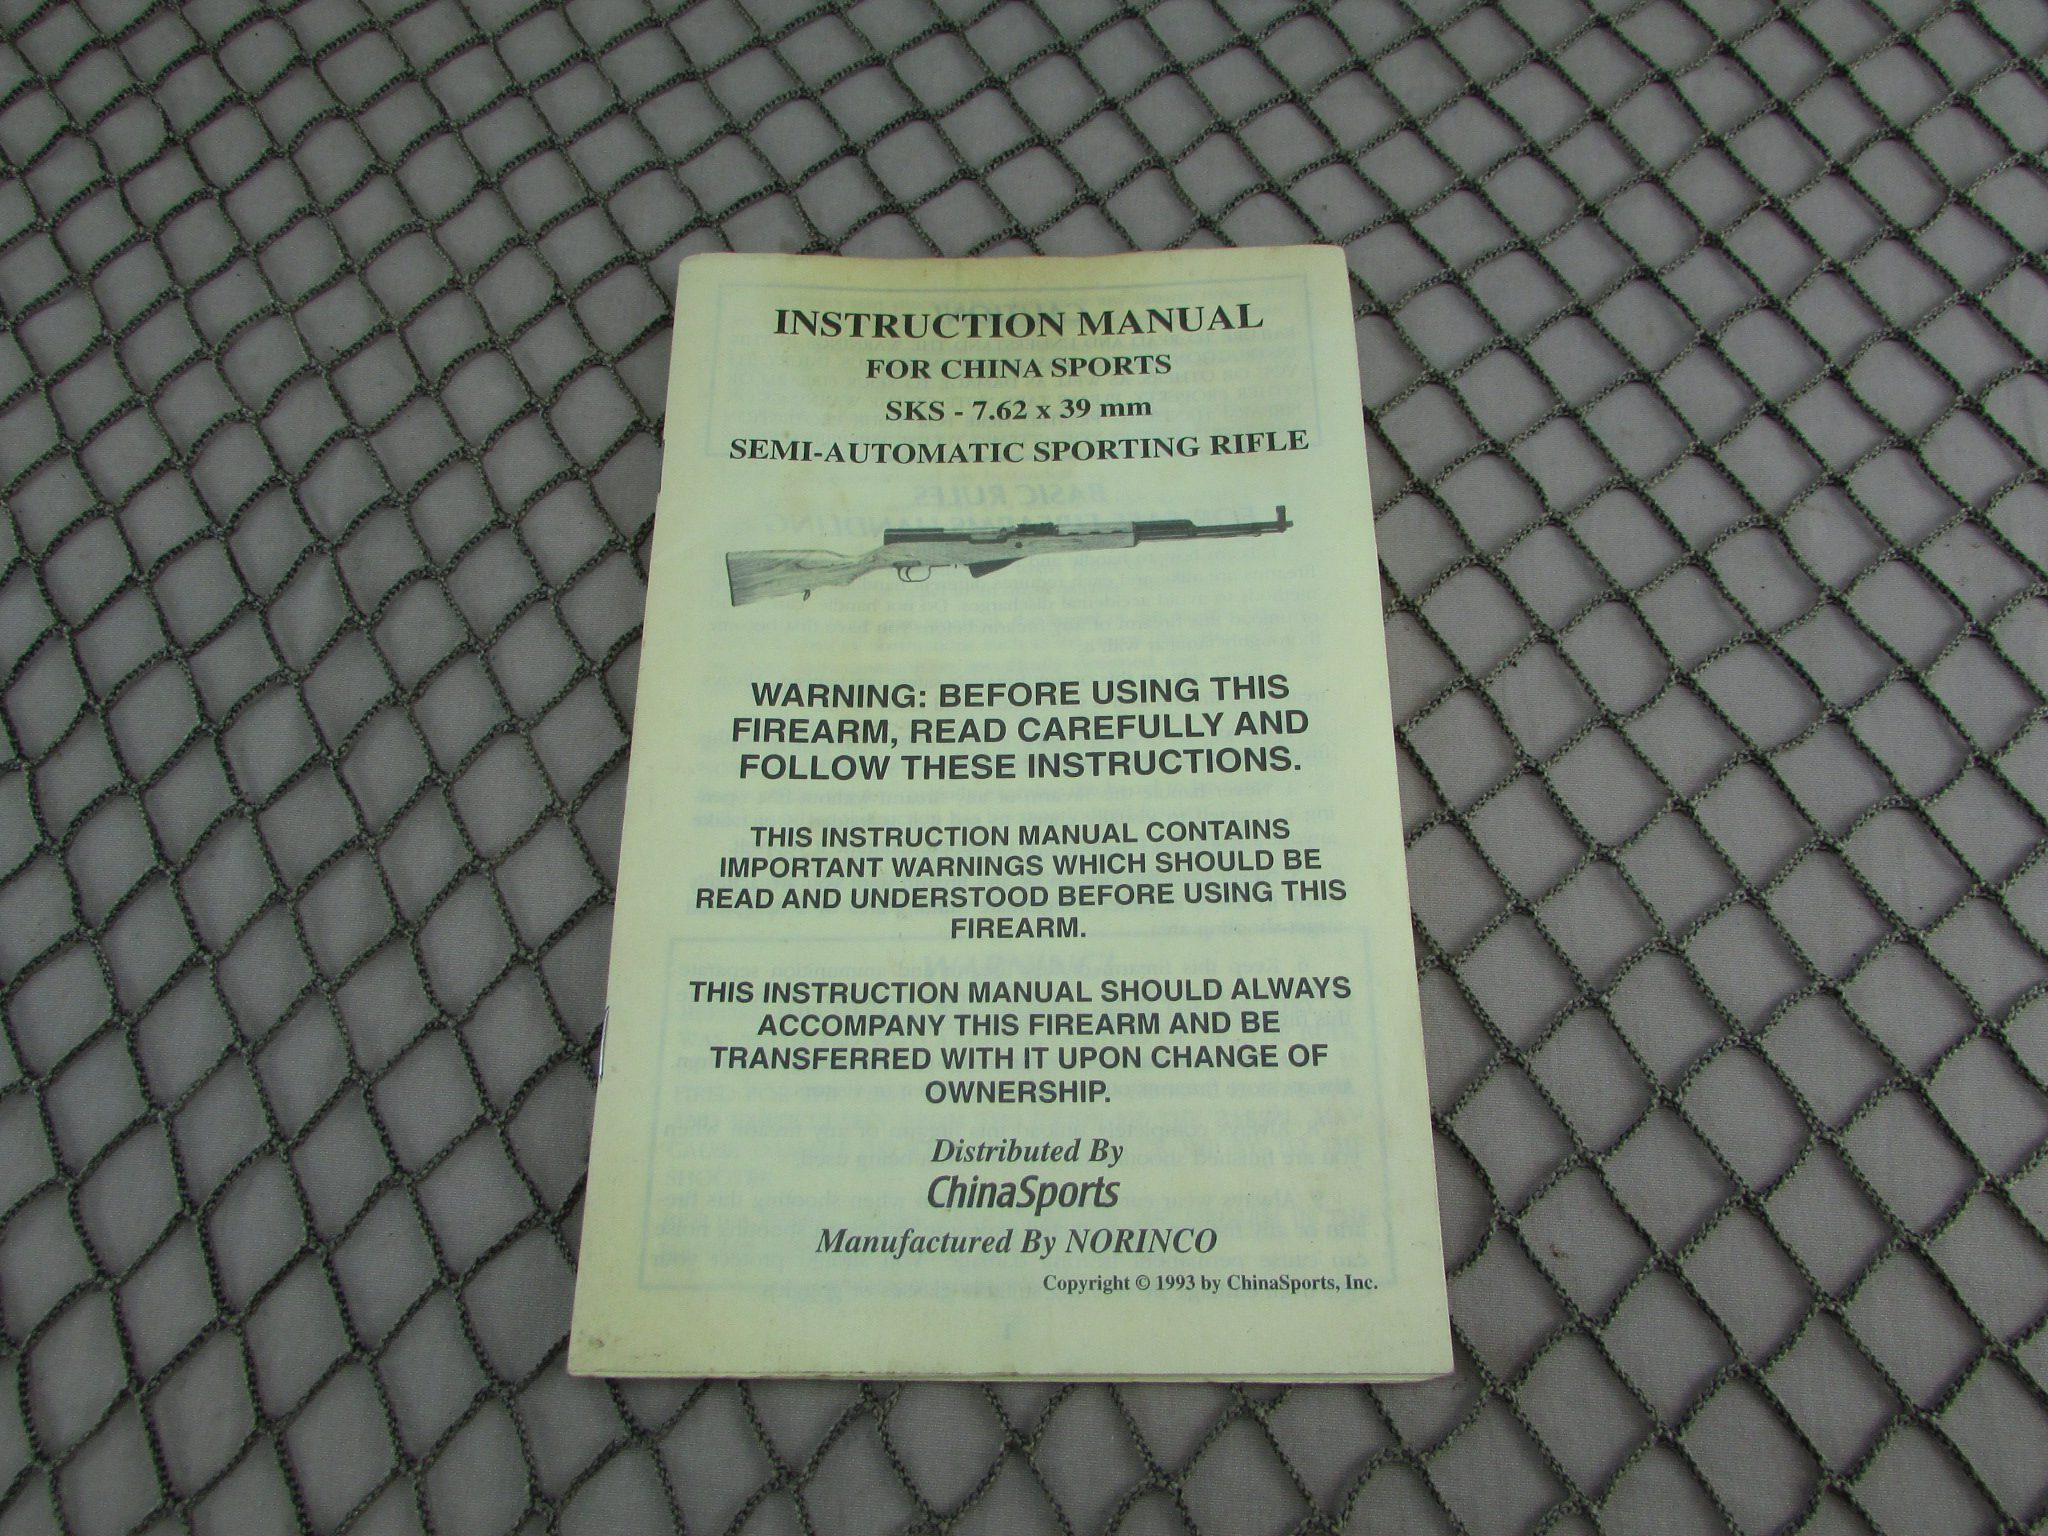 INSTRUCTION MANUAL
FOR CHINA SPORTS
SKS - 7.62 x 39 mm
SEMI-AUTOMATIC SPORTING RIFLE
WARNING: BEFORE USING THIS
FIREARM, READ CAREFULLY AND
FOLLOW THESE INSTRUCTIONS.
THIS INSTRUCTION MANUAL CONTAINS
IMPORTANT WARNINGS WHICH SHOULD BE
READ AND UNDERSTOOD BEFORE USING THIS
FIREARM.
THIS INSTRUCTION MANUAL SHOULD ALWAYS
ACCOMPANY THIS FIREARM AND BE
TRANSFERRED WITH IT UPON CHANGE OF
OWNERSHIP.
Distributed By
ChinaSports
Manufactured By NORINCO
Copyright © 1993 by ChinaSports, Inc.